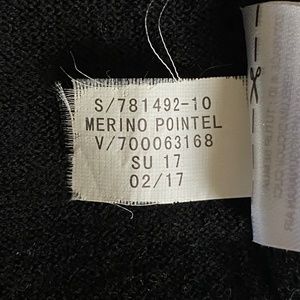 S/781492-10
MERINO POINTEL
V/700063168
SU 17
02/17